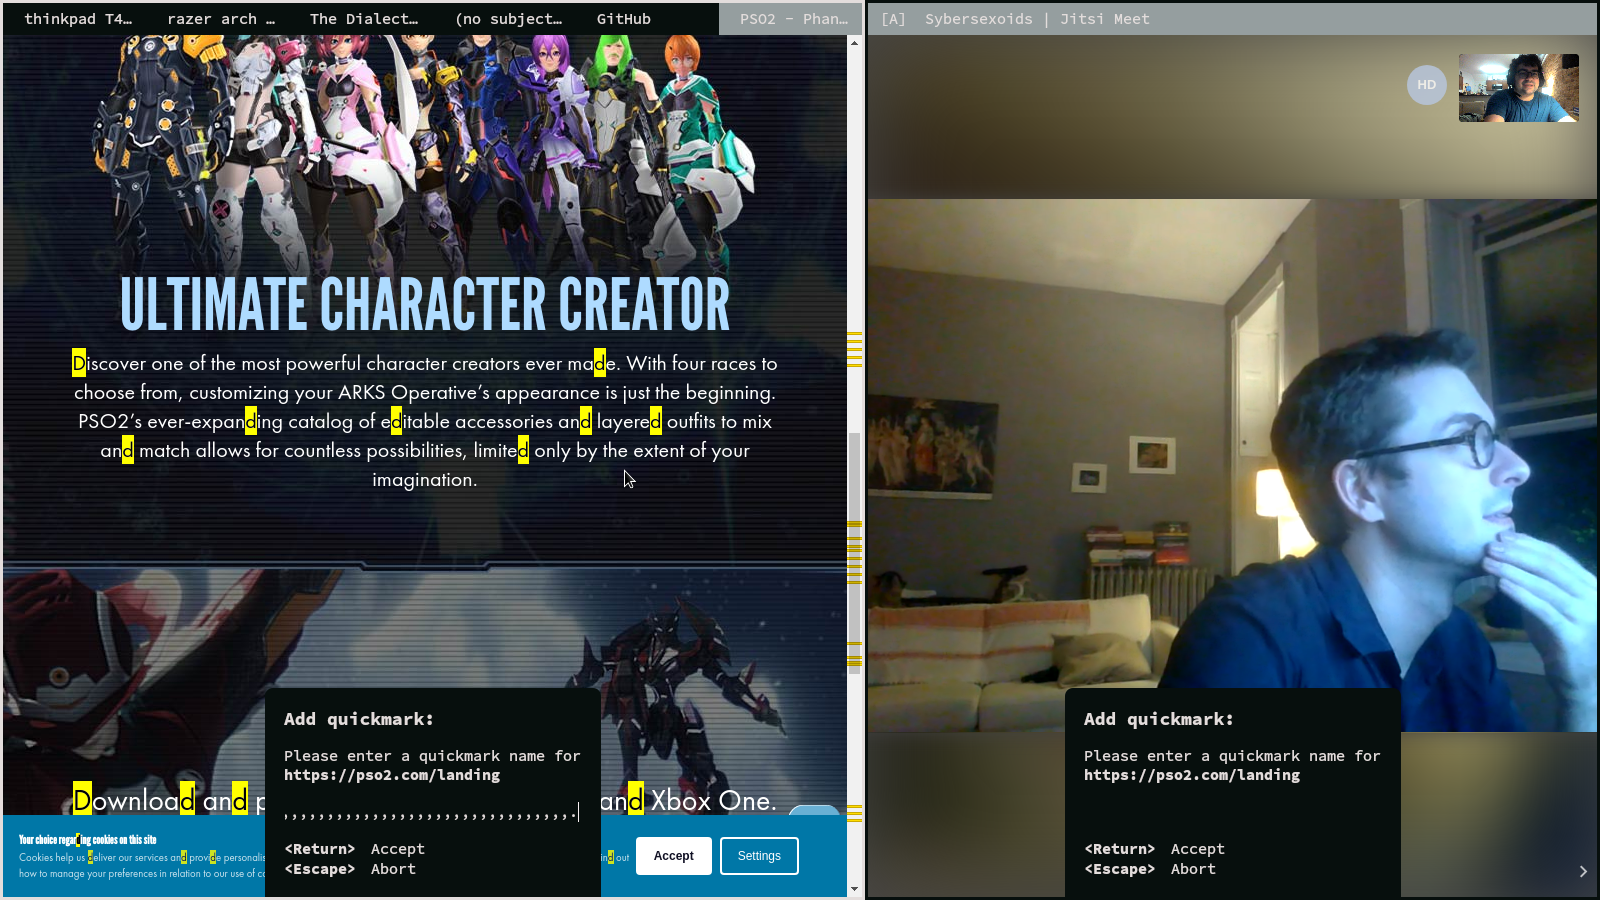 thinkpad T4… razer arch … The Dialect… (no subject… GitHub PSO2 - Phan…
[A] Sybersexoids | Jitsi Meet
HD
ULTIMATE CHARACTER CREATOR
Discover one of the most powerful character creators ever made. With four races to
choose from, customizing your ARKS Operative's appearance is just the beginning.
PSO2's ever-expanding catalog of editable accessories and layered outfits to mix
and match allows for countless possibilities, limited only by the extent of your
imagination.
Download and p
and Xbox One.
Your choice regarding cookies on this site
Cookies help us deliver our services and provide personalis
ind out
how to manage your preferences in relation to our use of co
Accept
Settings
Add quickmark:
Please enter a quickmark name for
https://pso2.com/landing
<Return> Accept
<Escape> Abort
Add quickmark:
Please enter a quickmark name for
https://pso2.com/landing
<Return> Accept
<Escape> Abort